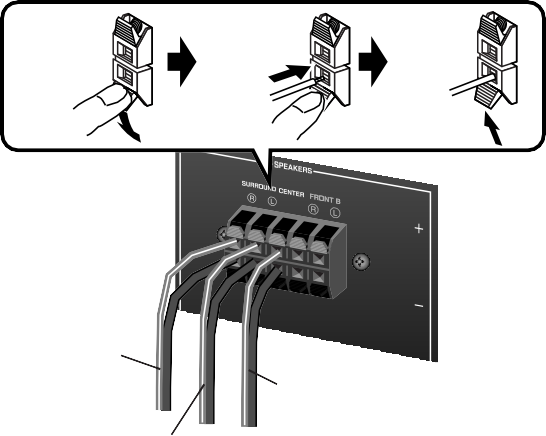 SPEAKERS
SURROUND CENTER FRONT B
R L R L
+
−